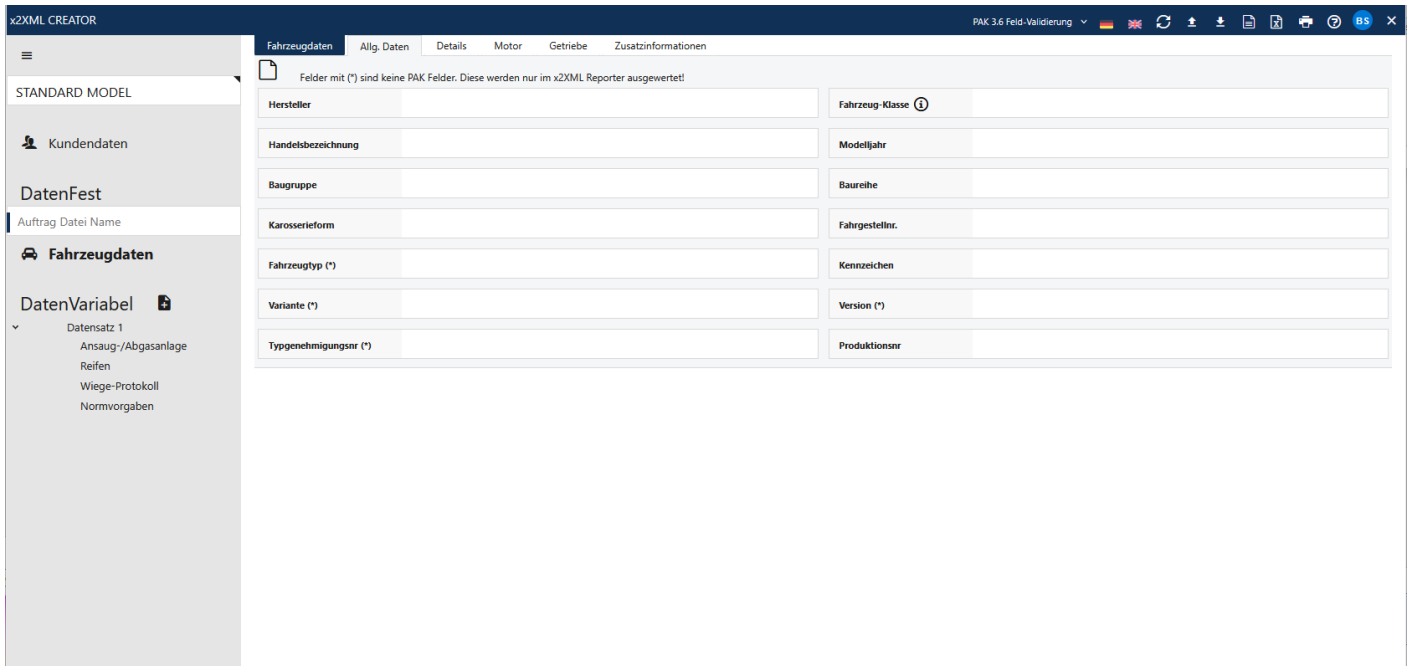 x2XML CREATOR
PAK 3.6 Feld-Validierung
BS
STANDARD MODEL
Kundendaten
DatenFest
Auftrag Datei Name
Fahrzeugdaten
DatenVariabel
Datensatz 1
Ansaug-/Abgasanlage
Reifen
Wiege-Protokoll
Normvorgaben
Fahrzeugdaten Allg. Daten Details Motor Getriebe Zusatzinformationen
Felder mit (*) sind keine PAK Felder. Diese werden nur im x2XML Reporter ausgewertet!
Hersteller Fahrzeug-Klasse
Handelsbezeichnung Modelljahr
Baugruppe Baureihe
Karosserieform Fahrgestellnr.
Fahrzeugtyp (*) Kennzeichen
Variante (*) Version (*)
Typgenehmigungsnr (*) Produktionsnr